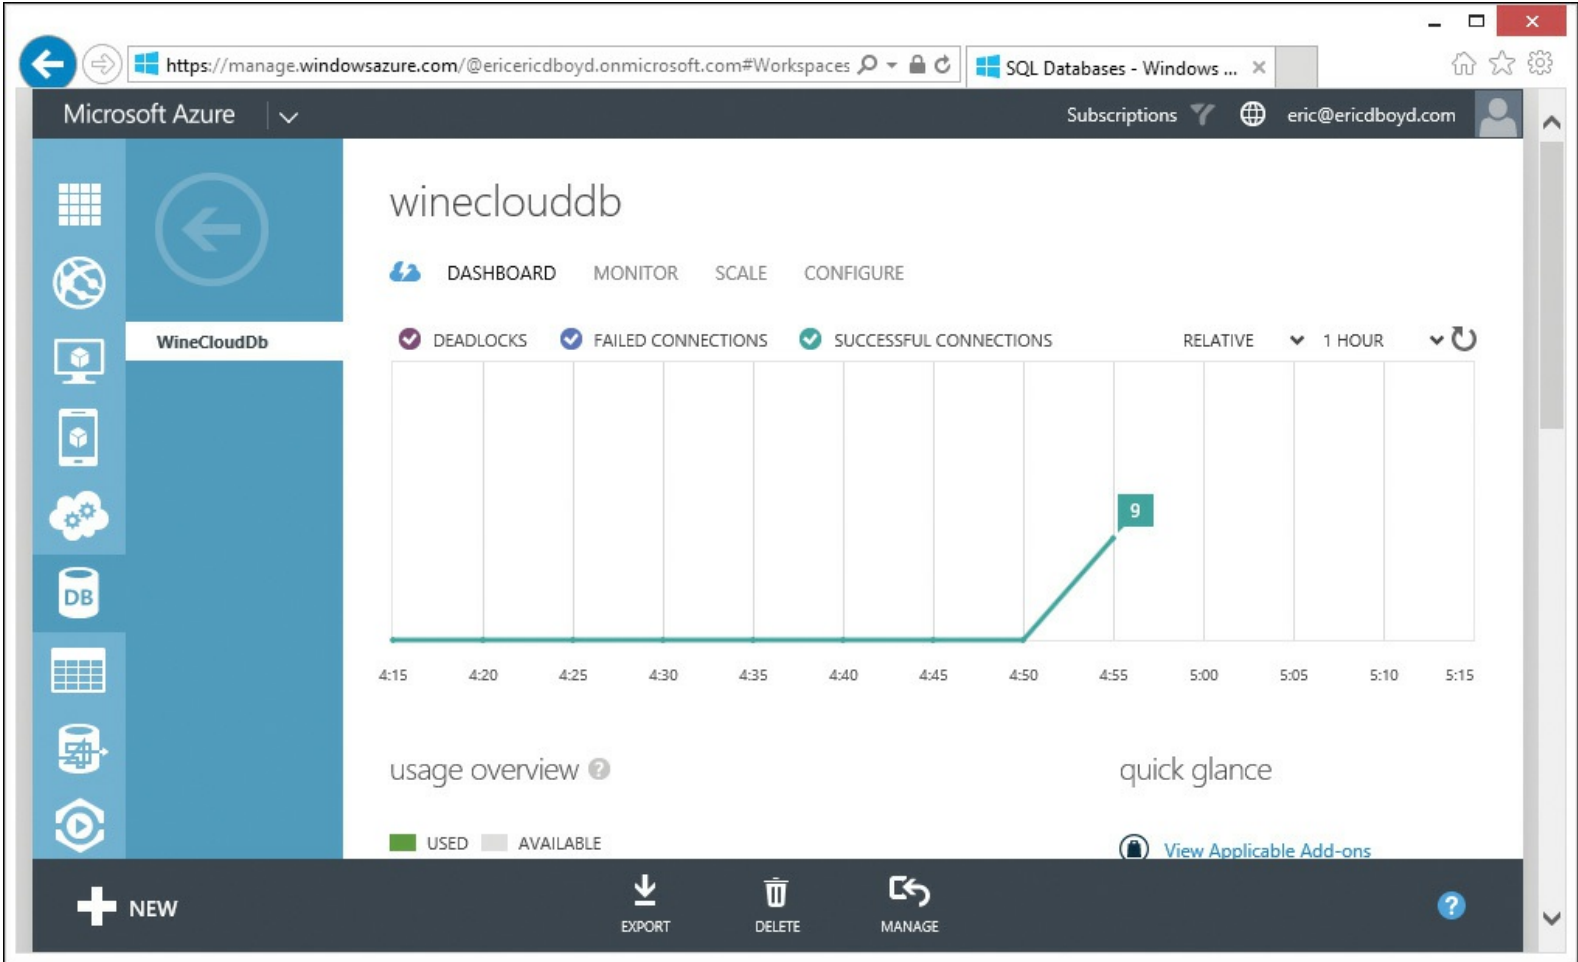 https://manage.windowsazure.com/@ericericdboyd.onmicrosoft.com#Workspaces
SQL Databases - Windows ...
Microsoft Azure
Subscriptions
eric@ericdboyd.com
wineclouddb
DASHBOARD MONITOR SCALE CONFIGURE
WineCloudDb
DEADLOCKS FAILED CONNECTIONS SUCCESSFUL CONNECTIONS RELATIVE 1 HOUR
9
DB
4:15 4:20 4:25 4:30 4:35 4:40 4:45 4:50 4:55 5:00 5:05 5:10 5:15
usage overview ?
quick glance
USED AVAILABLE
View Applicable Add-ons
NEW
EXPORT DELETE MANAGE
?